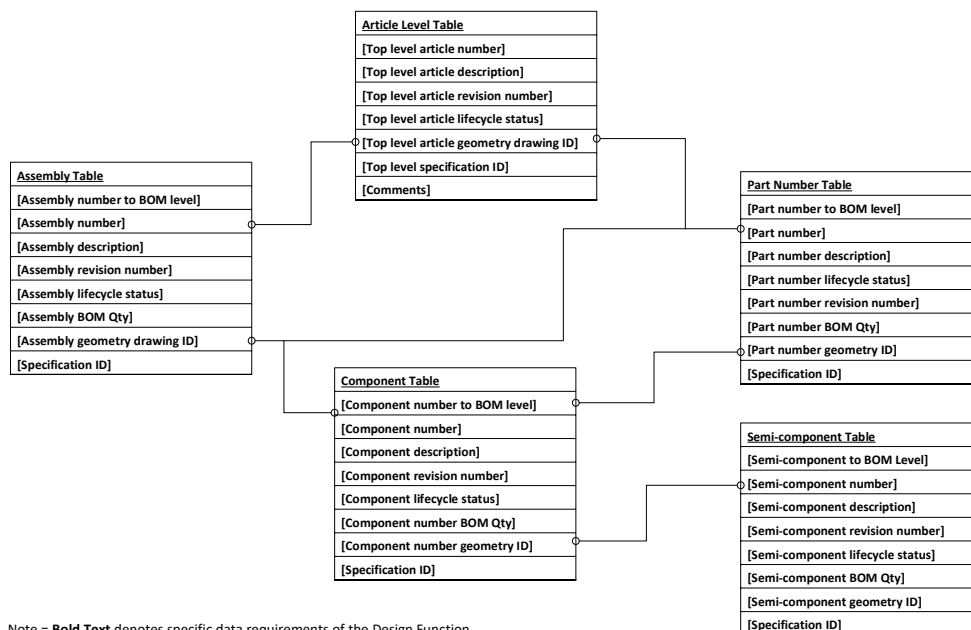 Article Level Table
[Top level article number]
[Top level article description]
[Top level article revision number]
[Top level article lifecycle status]
[Top level article geometry drawing ID]
[Top level specification ID]
[Comments]
Assembly Table
[Assembly number to BOM level]
[Assembly number]
[Assembly description]
[Assembly revision number]
[Assembly lifecycle status]
[Assembly BOM Qty]
[Assembly geometry drawing ID]
[Specification ID]
Part Number Table
[Part number to BOM level]
[Part number]
[Part number description]
[Part number lifecycle status]
[Part number revision number]
[Part number BOM Qty]
[Part number geometry ID]
[Specification ID]
Component Table
[Component number to BOM level]
[Component number]
[Component description]
[Component revision number]
[Component lifecycle status]
[Component number BOM Qty]
[Component number geometry ID]
[Specification ID]
Semi-component Table
[Semi-component to BOM Level]
[Semi-component number]
[Semi-component description]
[Semi-component revision number]
[Semi-component lifecycle status]
[Semi-component BOM Qty]
[Semi-component geometry ID]
[Specification ID]
Note = Bold Text denotes specific data requirements of the Design Function